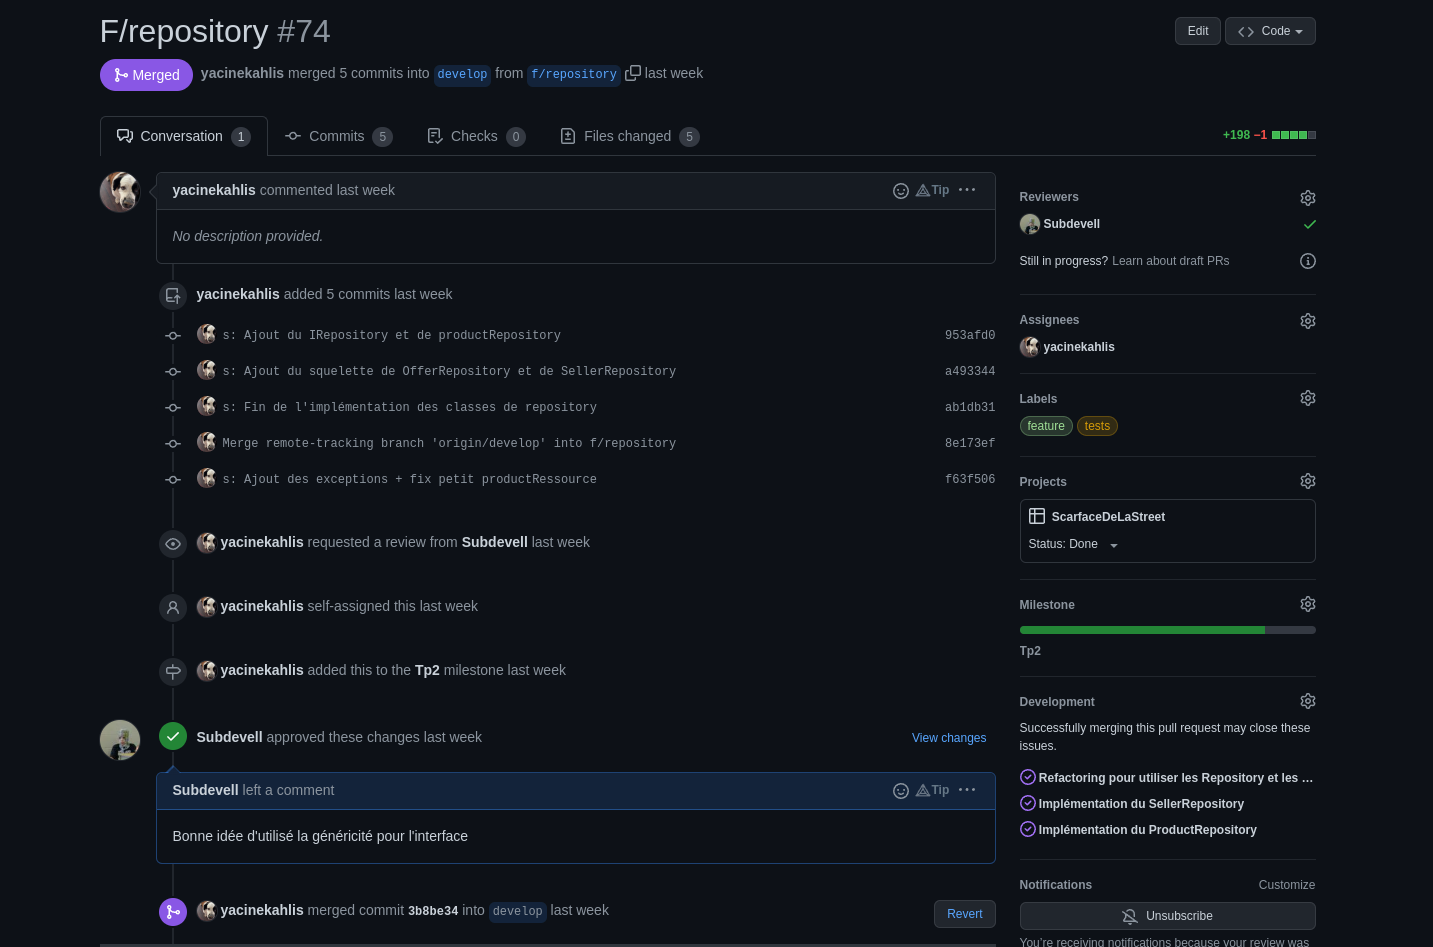 F/repository #74
Edit
Code
Merged
yacinekahlis merged 5 commits into develop from f/repository last week
Conversation 1
Commits 5
Checks 0
Files changed 5
+198 −1
yacinekahlis commented last week
Tip
No description provided.
yacinekahlis added 5 commits last week
s: Ajout du IRepository et de productRepository 953afd0
s: Ajout du squelette de OfferRepository et de SellerRepository a493344
s: Fin de l'implémentation des classes de repository ab1db31
Merge remote-tracking branch 'origin/develop' into f/repository 8e173ef
s: Ajout des exceptions + fix petit productRessource f63f506
yacinekahlis requested a review from Subdevell last week
yacinekahlis self-assigned this last week
yacinekahlis added this to the Tp2 milestone last week
Subdevell approved these changes last week
View changes
Subdevell left a comment
Tip
Bonne idée d'utilisé la généricité pour l'interface
yacinekahlis merged commit 3b8be34 into develop last week
Revert
Reviewers
Subdevell
Still in progress? Learn about draft PRs
Assignees
yacinekahlis
Labels
feature tests
Projects
ScarfaceDeLaStreet
Status: Done
Milestone
Tp2
Development
Successfully merging this pull request may close these
issues.
Refactoring pour utiliser les Repository et les …
Implémentation du SellerRepository
Implémentation du ProductRepository
Notifications
Customize
Unsubscribe
You're receiving notifications because your review was